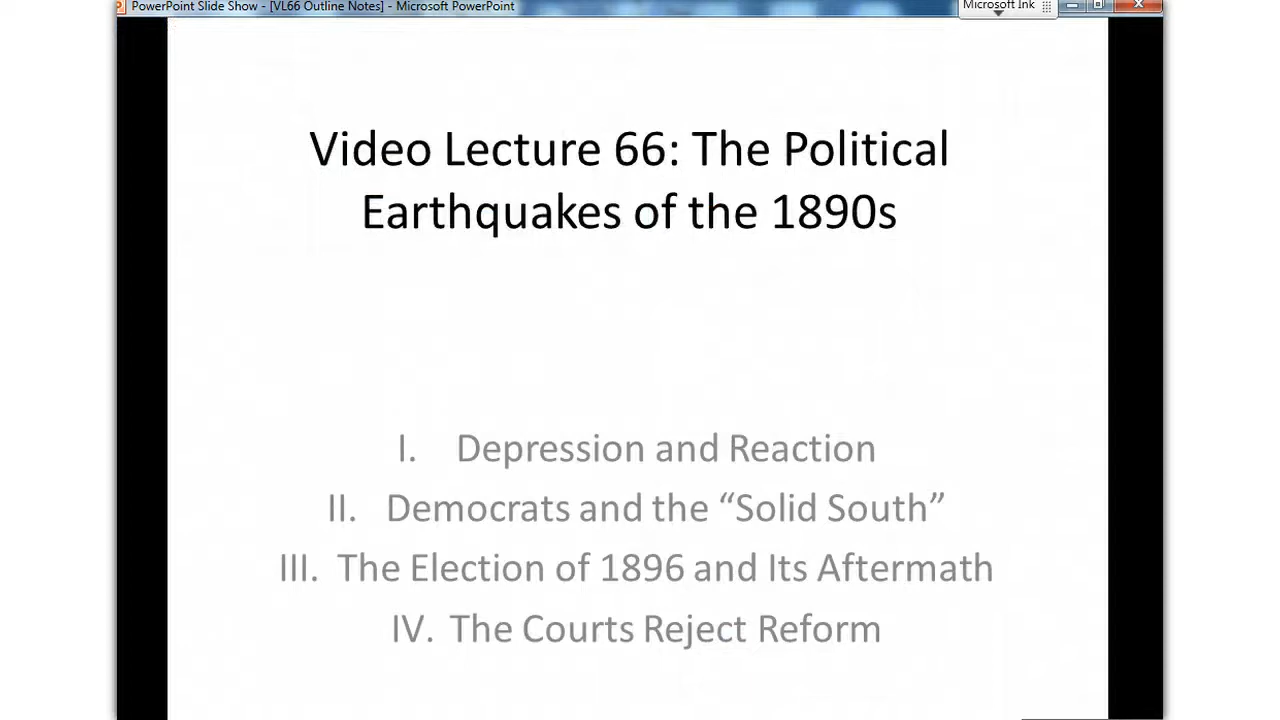 PowerPoint Slide Show - [VL66 Outline Notes] - Microsoft PowerPoint
Microsoft Ink
Video Lecture 66: The Political
Earthquakes of the 1890s
I. Depression and Reaction
II. Democrats and the “Solid South”
III. The Election of 1896 and Its Aftermath
IV. The Courts Reject Reform